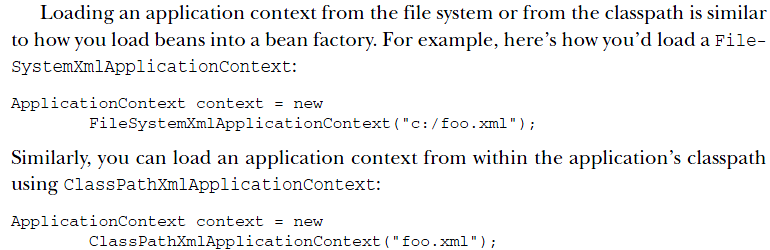 Loading an application context from the file system or from the classpath is similar
to how you load beans into a bean factory. For example, here’s how you’d load a File-
SystemXmlApplicationContext:
ApplicationContext context = new
FileSystemXmlApplicationContext("c:/foo.xml");
Similarly, you can load an application context from within the application’s classpath
using ClassPathXmlApplicationContext:
ApplicationContext context = new
ClassPathXmlApplicationContext("foo.xml");